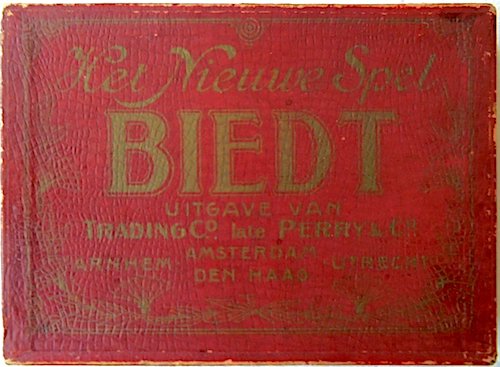 Het Nieuwe Spel
BIEDT
UITGAVE VAN
TRADING Co. late PERRY & Co.
AMSTERDAM
ARNHEM. UTRECHT.
DEN HAAG